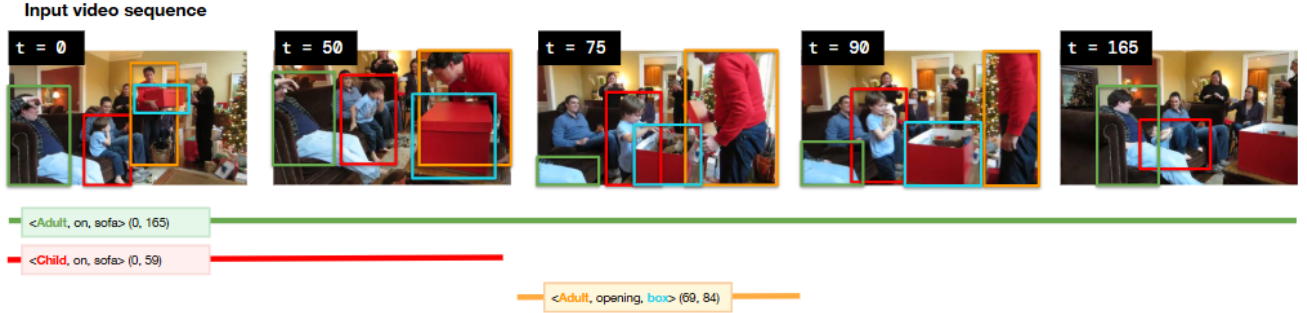 Input video sequence
t = 0
t = 50
t = 75
t = 90
t = 165
<Adult, on, sofa> (0, 165)
<Child, on, sofa> (0, 59)
<Adult, opening, box> (69, 84)